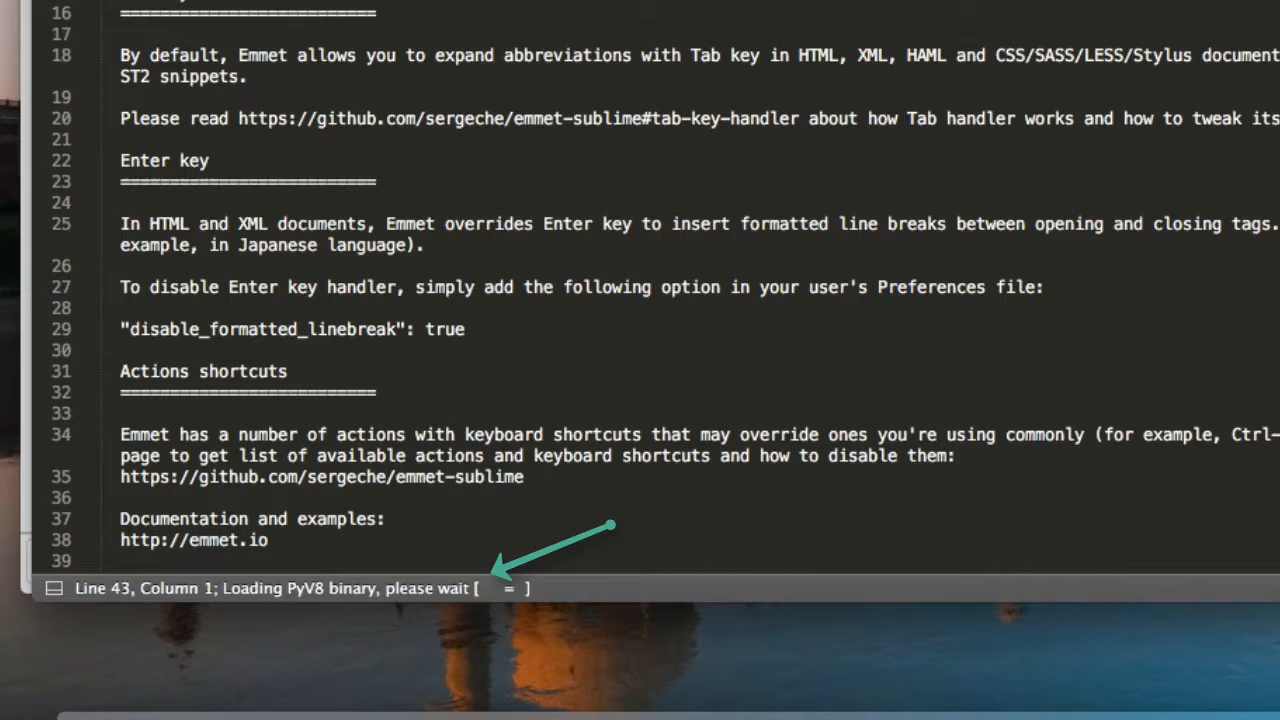 16 ==========================
17
18 By default, Emmet allows you to expand abbreviations with Tab key in HTML, XML, HAML and CSS/SASS/LESS/Stylus document
ST2 snippets.
19
20 Please read https://github.com/sergeche/emmet-sublime#tab-key-handler about how Tab handler works and how to tweak its
21
22 Enter key
23 ==========================
24
25 In HTML and XML documents, Emmet overrides Enter key to insert formatted line breaks between opening and closing tags.
example, in Japanese language).
26
27 To disable Enter key handler, simply add the following option in your user's Preferences file:
28
29 "disable_formatted_linebreak": true
30
31 Actions shortcuts
32 ==========================
33
34 Emmet has a number of actions with keyboard shortcuts that may override ones you're using commonly (for example, Ctrl-
page to get list of available actions and keyboard shortcuts and how to disable them:
35 https://github.com/sergeche/emmet-sublime
36
37 Documentation and examples:
38 http://emmet.io
39
Line 43, Column 1; Loading PyV8 binary, please wait [   = ]